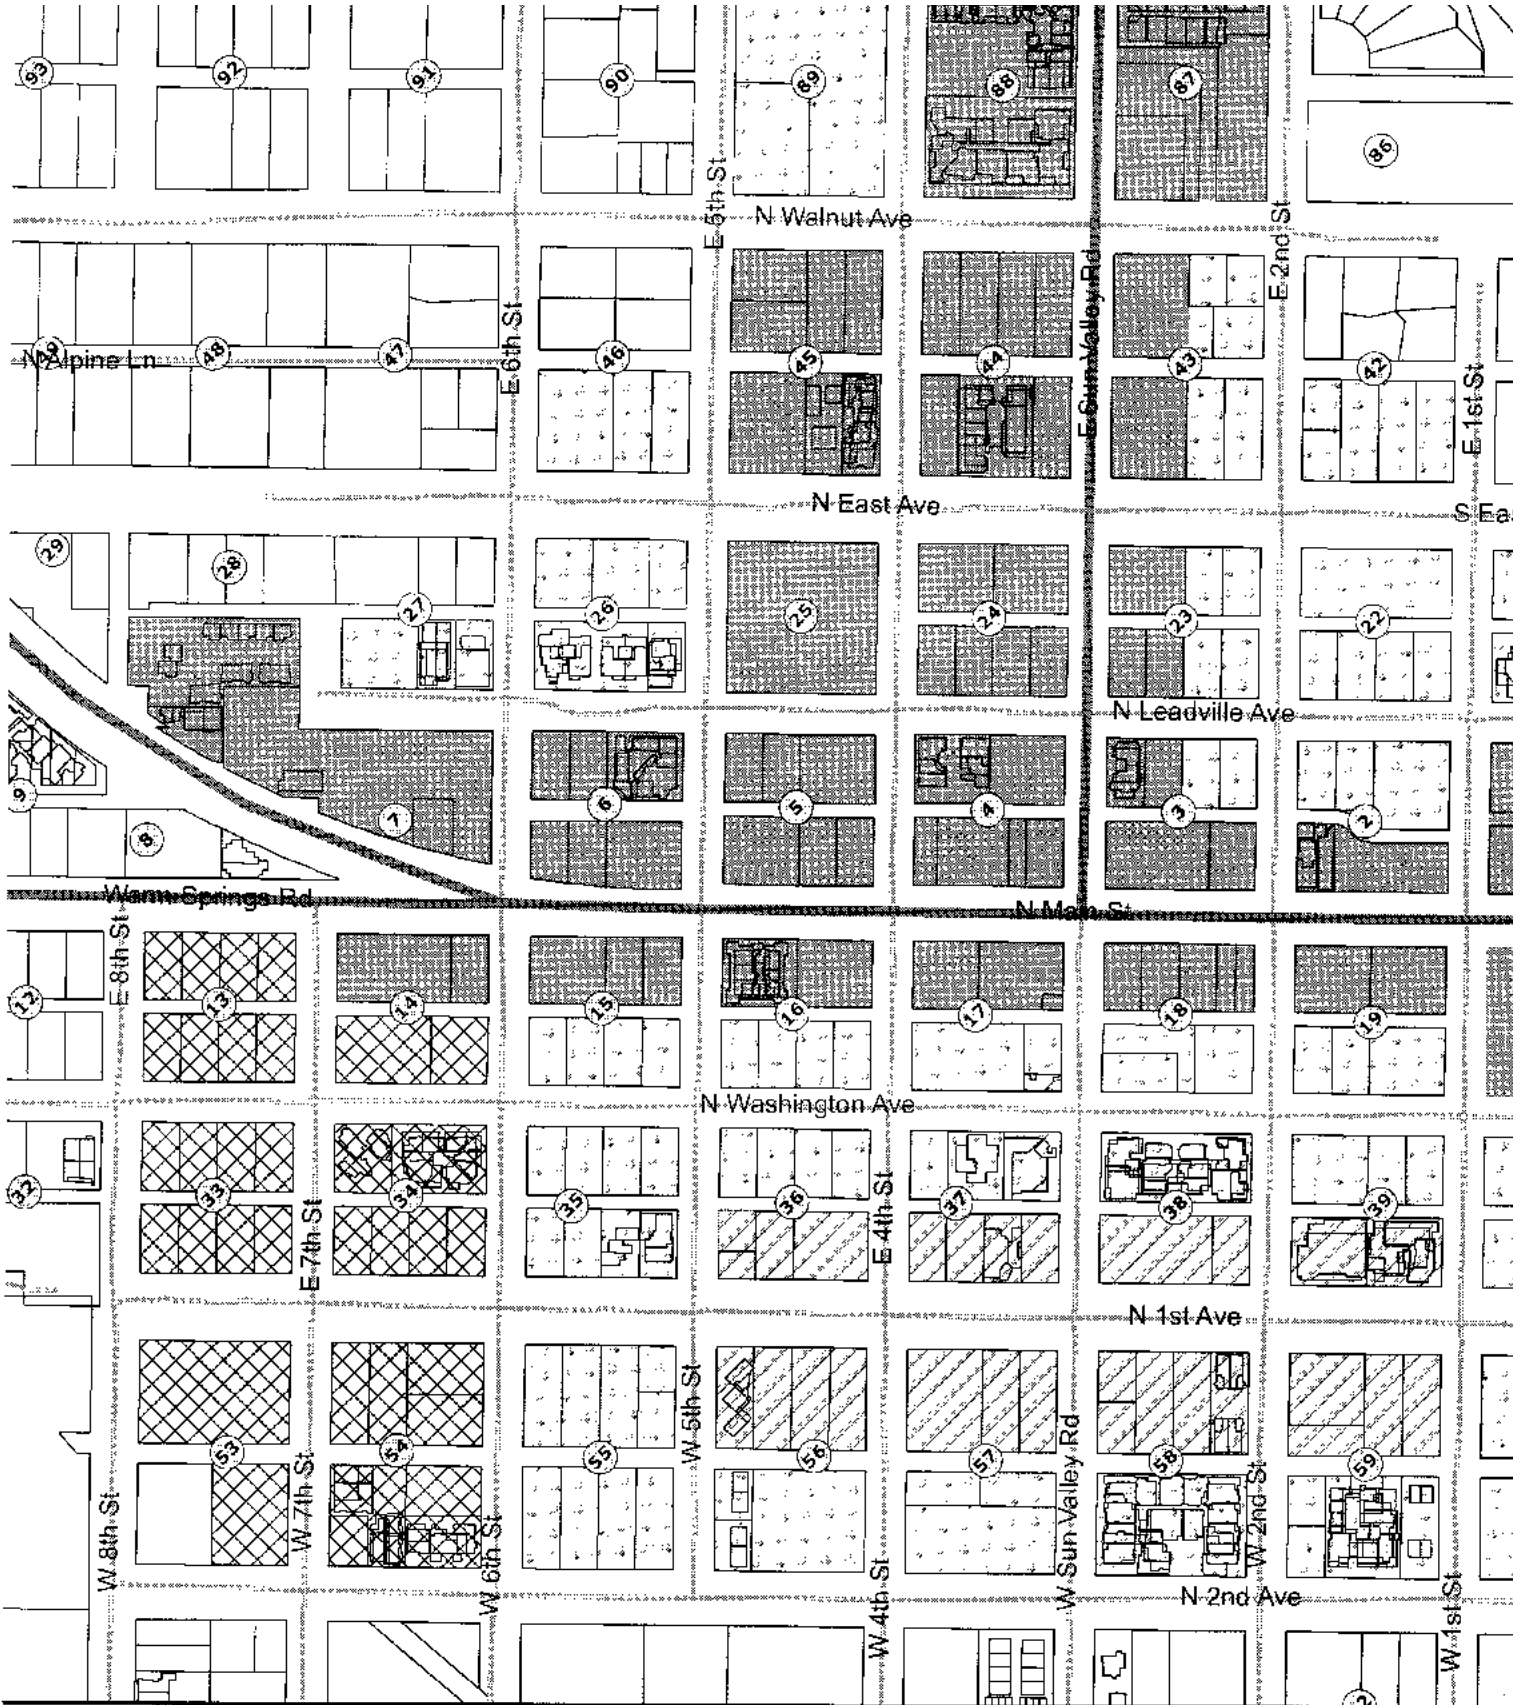 93
92
91
90
89
88
87
86
E 5th St
N Walnut Ave
E 2nd St
E Sun Valley Rd
E 6th St
N Alpine Ln
48
47
46
45
44
43
42
E 1st St
N East Ave
S Eas
29
28
27
26
25
24
23
22
N Leadville Ave
9
8
7
6
5
4
3
2
Warm Springs Rd
N Main St
E 8th St
12
13
14
15
16
17
18
19
N Washington Ave
32
33
34
35
36
37
38
39
E 7th St
E 4th St
N 1st Ave
W 5th St
53
54
55
56
57
58
59
W 8th St
W 7th St
W 6th St
W 4th St
W Sun Valley Rd
W 2nd St
W 1st St
N 2nd Ave